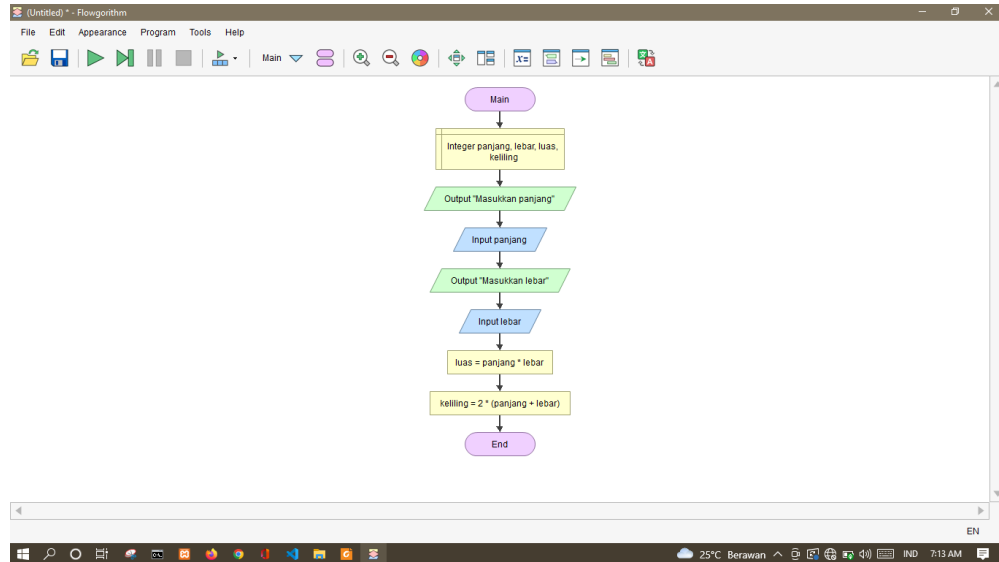 (Untitled) * - Flowgorithm
File Edit Appearance Program Tools Help
Main
Main
Integer panjang, lebar, luas,
keliling
Output "Masukkan panjang"
Input panjang
Output "Masukkan lebar"
Input lebar
luas = panjang * lebar
keliling = 2 * (panjang + lebar)
End
EN
25°C Berawan IND 7:13 AM